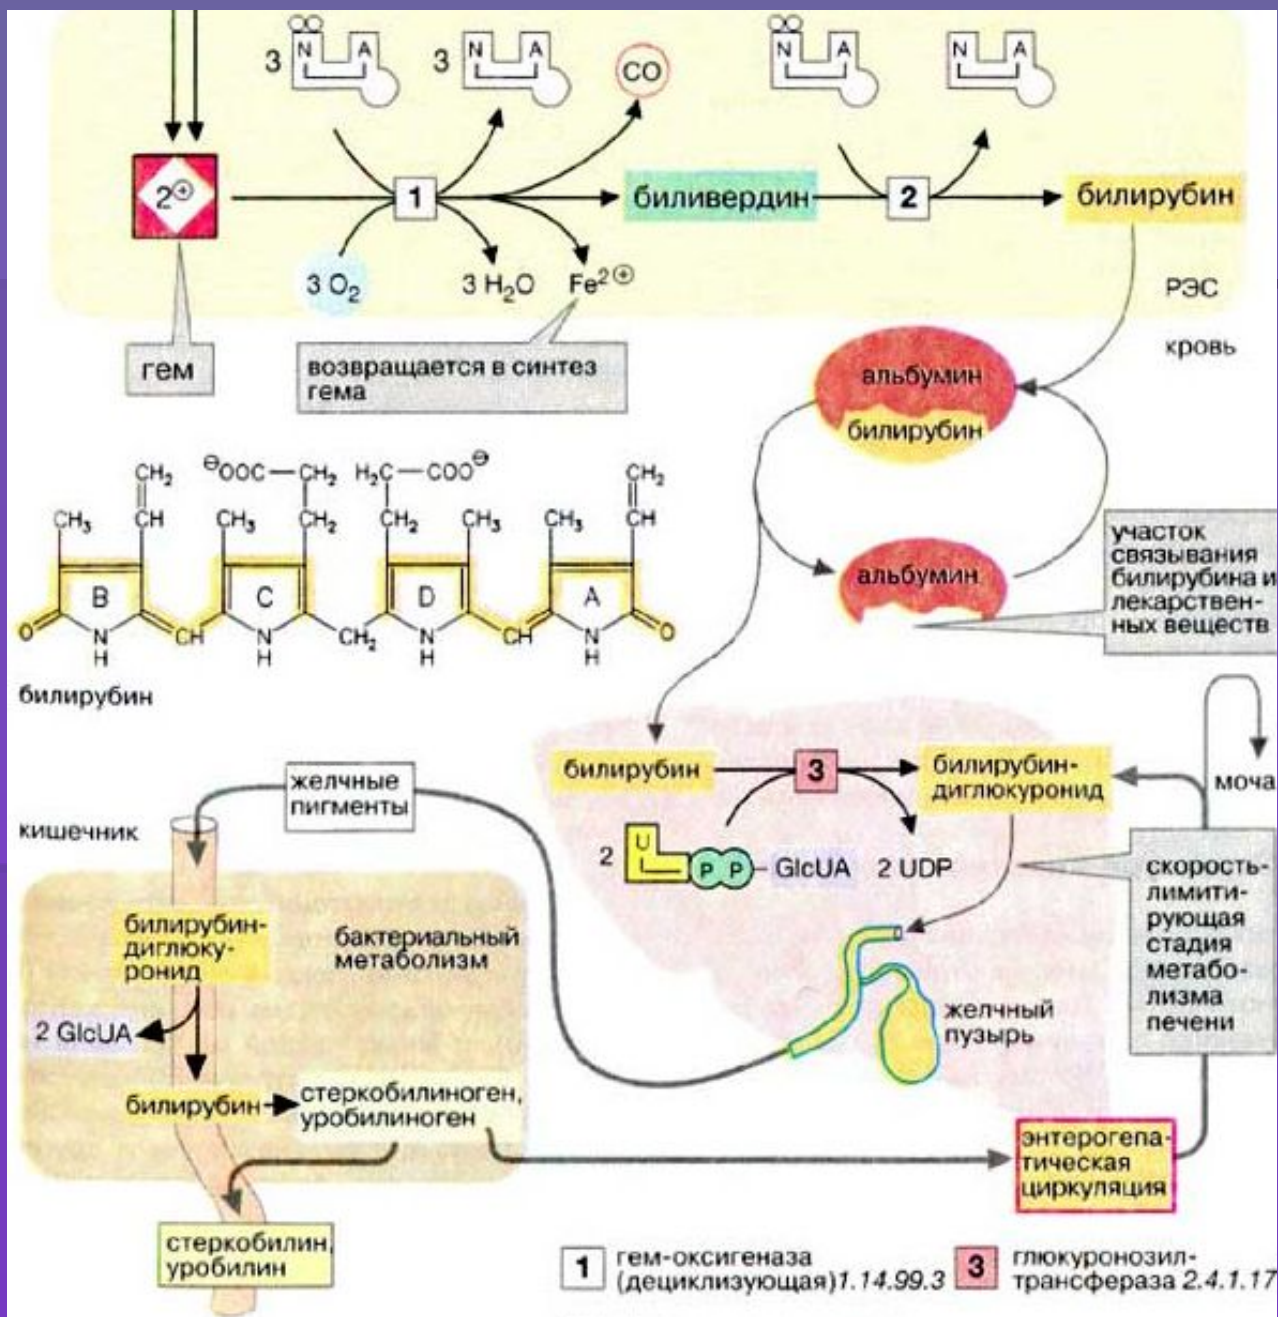 3
N A
3
N A
CO
N A
N A
2⊕
1
биливердин
2
билирубин
3 O₂
3 H₂O
Fe²⊕
РЭС
кровь
гем
возвращается в синтез
гема
альбумин
билирубин
альбумин
участок
связывания
билирубина и
лекарствен-
ных веществ
CH₂
⊖OOC—CH₂
H₂C—COO⊖
CH₂
CH₃
CH
CH₃
CH₂
CH₂
CH₃
CH₃
CH
B
C
D
A
O
N
H
CH
N
H
CH₂
N
H
CH
N
H
O
билирубин
билирубин
3
билирубин-
диглюкуронид
моча
2
U
P P
GlcUA
2 UDP
скорость-
лимити-
рующая
стадия
метабо-
лизма
печени
желчный
пузырь
желчные
пигменты
кишечник
билирубин-
диглюку-
ронид
бактериальный
метаболизм
2 GlcUA
билирубин
стеркобилиноген,
уробилиноген
энтерогепа-
тическая
циркуляция
стеркобилин,
уробилин
1
гем-оксигеназа
(дециклизующая)1.14.99.3
3
глюкуронозил-
трансфераза 2.4.1.17